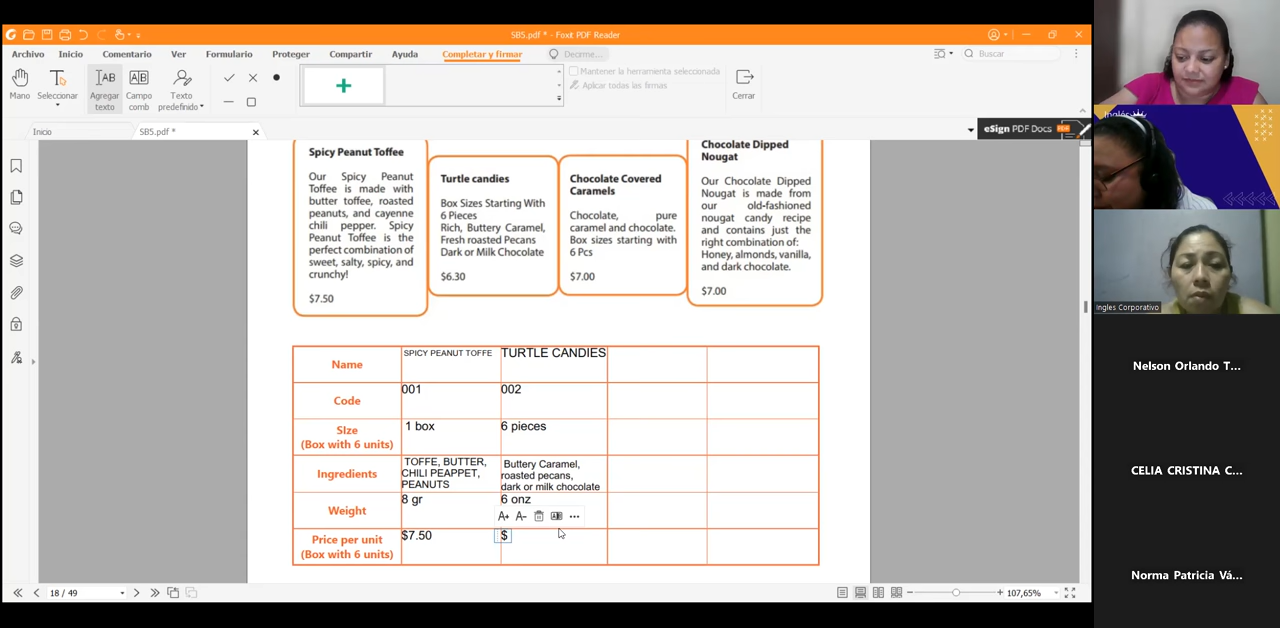 SB5.pdf * - Foxit PDF Reader
Archivo Inicio Comentario Ver Formulario Proteger Compartir Ayuda Completar y firmar Decirme... Buscar
Mano Seleccionar Agregar texto Campo comb Texto predefinido Cerrar
Mantener la herramienta seleccionada
Aplicar todas las firmas
Inicio SB5.pdf * eSign PDF Docs
Spicy Peanut Toffee
Our Spicy Peanut
Toffee is made with
butter toffee, roasted
peanuts, and cayenne
chili pepper. Spicy
Peanut Toffee is the
perfect combination of
sweet, salty, spicy, and
crunchy!
$7.50
Turtle candies
Box Sizes Starting With
6 Pieces
Rich, Buttery Caramel,
Fresh roasted Pecans
Dark or Milk Chocolate
$6.30
Chocolate Covered
Caramels
Chocolate, pure
caramel and chocolate.
Box sizes starting with
6 Pcs
$7.00
Chocolate Dipped
Nougat
Our Chocolate Dipped
Nougat is made from
our old-fashioned
nougat candy recipe
and contains just the
right combination of:
Honey, almonds, vanilla,
and dark chocolate.
$7.00
Name SPICY PEANUT TOFFE TURTLE CANDIES
Code 001 002
SIze
(Box with 6 units) 1 box 6 pieces
Ingredients TOFFE, BUTTER,
CHILI PEAPPET,
PEANUTS
Buttery Caramel,
roasted pecans,
dark or milk chocolate
Weight 8 gr 6 onz
A+ A-
Price per unit
(Box with 6 units) $7.50 $
18 / 49 107,65%
Inglés
Ingles Corporativo
Nelson Orlando T...
CELIA CRISTINA C...
Norma Patricia Vá...